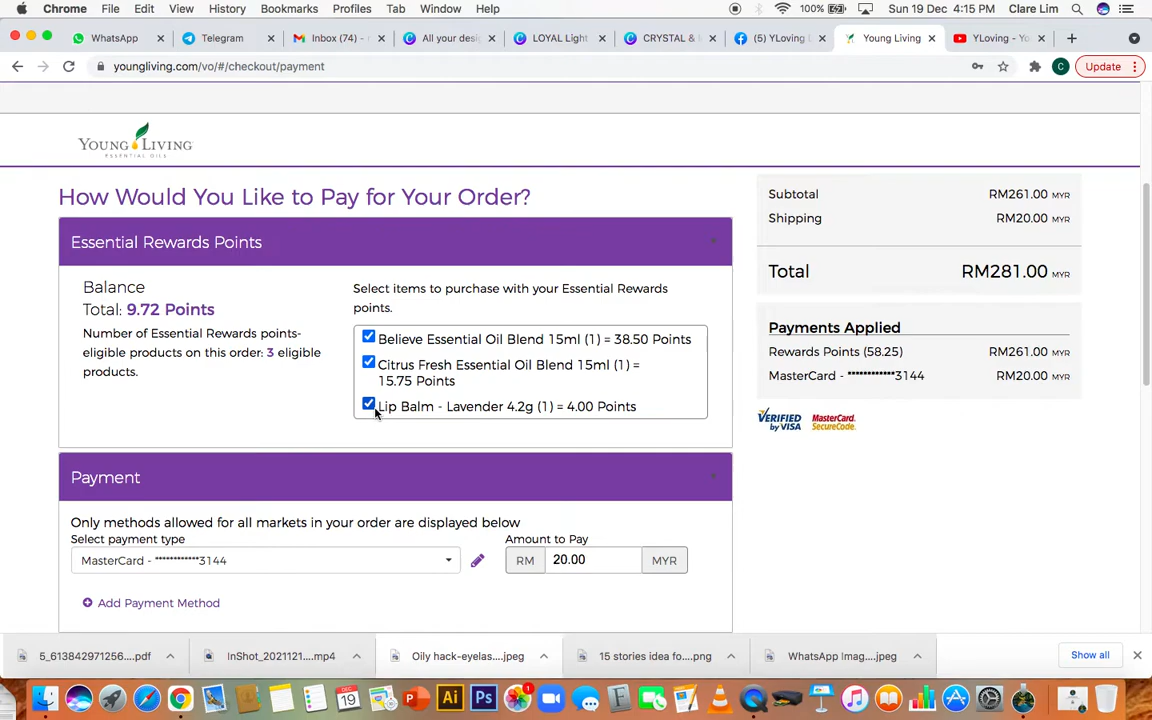 Chrome File Edit View History Bookmarks Profiles Tab Window Help 100% Sun 19 Dec 4:15 PM Clare Lim
WhatsApp Telegram Inbox (74) - All your desi LOYAL Light CRYSTAL & (5) YLoving Young Living YLoving - Yo
youngliving.com/vo/#/checkout/payment C Update
YOUNG LIVING
ESSENTIAL OILS
How Would You Like to Pay for Your Order?
Essential Rewards Points
Balance
Total: 9.72 Points
Number of Essential Rewards points-
eligible products on this order: 3 eligible
products.
Select items to purchase with your Essential Rewards
points.
Believe Essential Oil Blend 15ml (1) = 38.50 Points
Citrus Fresh Essential Oil Blend 15ml (1) =
15.75 Points
Lip Balm - Lavender 4.2g (1) = 4.00 Points
Subtotal RM261.00 MYR
Shipping RM20.00 MYR
Total RM281.00 MYR
Payments Applied
Rewards Points (58.25) RM261.00 MYR
MasterCard - ************3144 RM20.00 MYR
VERIFIED by VISA MasterCard. SecureCode.
Payment
Only methods allowed for all markets in your order are displayed below
Select payment type Amount to Pay
MasterCard - ************3144 RM 20.00 MYR
Add Payment Method
5_613842971256....pdf InShot_2021121....mp4 Oily hack-eyelas....jpeg 15 stories idea fo....png WhatsApp Imag....jpeg Show all
DEC
19
Ai Ps